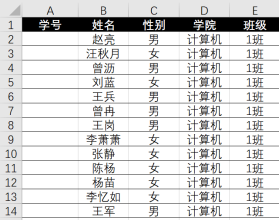 A B C D E
1 学号 姓名 性别 学院 班级
2 赵亮 男 计算机 1班
3 汪秋月 女 计算机 1班
4 曾沥 男 计算机 1班
5 刘蓝 女 计算机 1班
6 王兵 男 计算机 1班
7 曾冉 男 计算机 1班
8 王岗 男 计算机 1班
9 李萧萧 女 计算机 1班
10 张静 女 计算机 1班
11 陈杨 女 计算机 1班
12 杨苗 女 计算机 1班
13 李忆如 女 计算机 1班
14 王军 男 计算机 1班